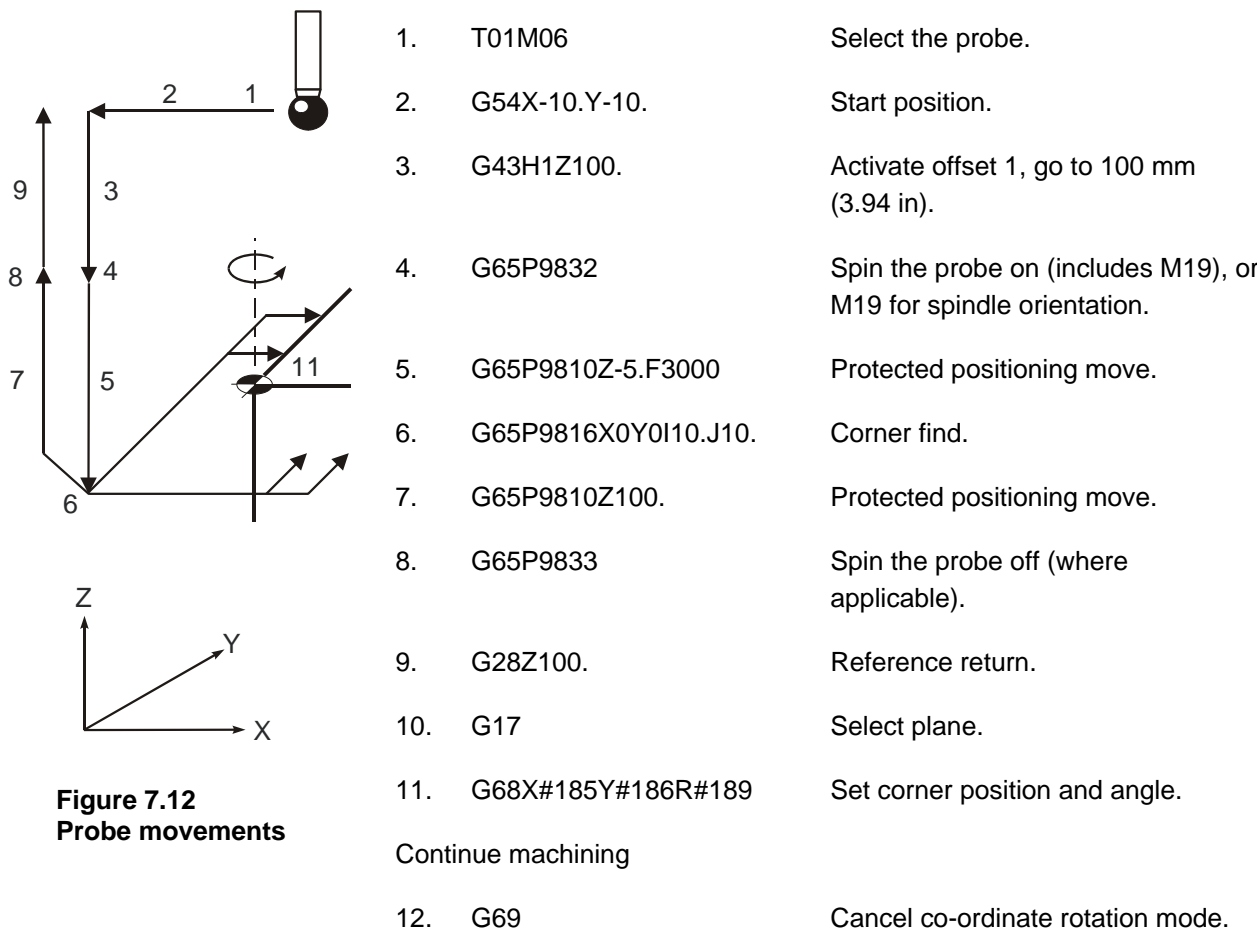 2 1
9 3
8 4
7 5 11
6
Z
Y
X
Figure 7.12
Probe movements
1. T01M06 Select the probe.
2. G54X-10.Y-10. Start position.
3. G43H1Z100. Activate offset 1, go to 100 mm
(3.94 in).
4. G65P9832 Spin the probe on (includes M19), or
M19 for spindle orientation.
5. G65P9810Z-5.F3000 Protected positioning move.
6. G65P9816X0Y0I10.J10. Corner find.
7. G65P9810Z100. Protected positioning move.
8. G65P9833 Spin the probe off (where
applicable).
9. G28Z100. Reference return.
10. G17 Select plane.
11. G68X#185Y#186R#189 Set corner position and angle.
Continue machining
12. G69 Cancel co-ordinate rotation mode.